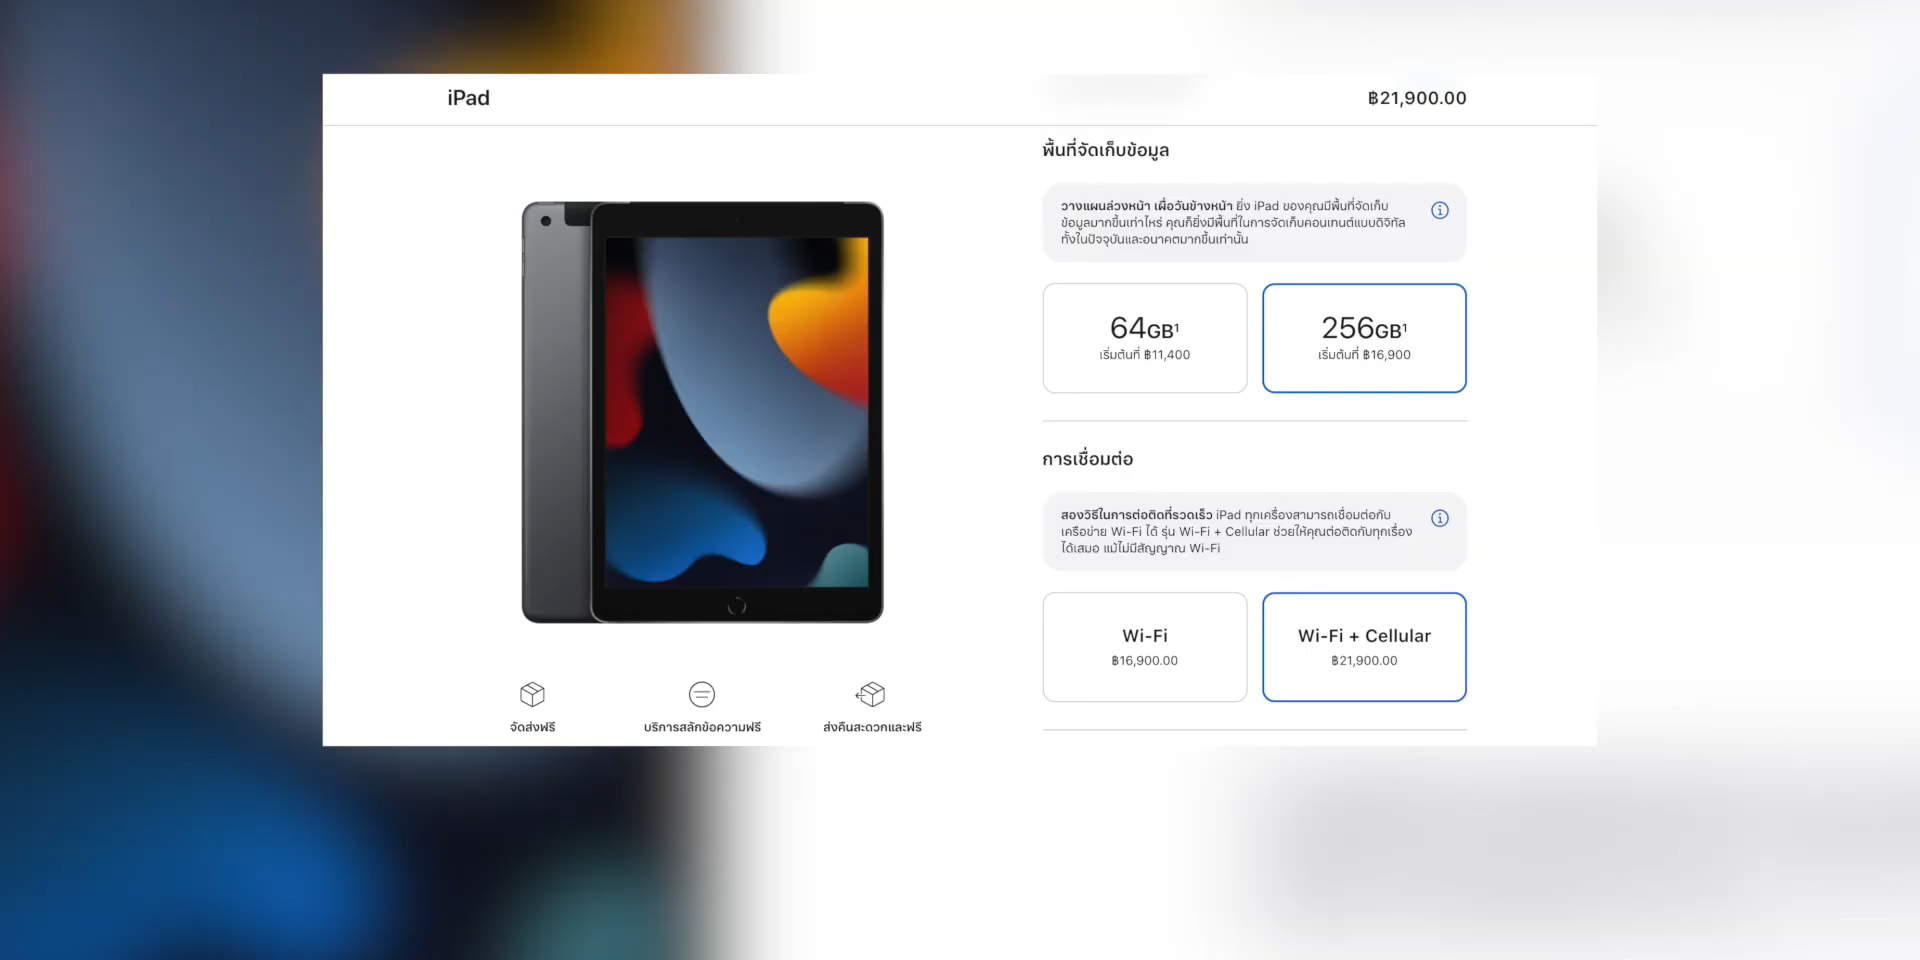 iPad
฿21,900.00
พื้นที่จัดเก็บข้อมูล
วางแผนล่วงหน้า เผื่อวันข้างหน้า ยิ่ง iPad ของคุณมีพื้นที่จัดเก็บ
ข้อมูลมากขึ้นเท่าไหร่ คุณก็ยิ่งมีพื้นที่ในการจัดเก็บคอนเทนต์แบบดิจิทัล
ทั้งในปัจจุบันและอนาคตมากขึ้นเท่านั้น
64GB¹
เริ่มต้นที่ ฿11,400
256GB¹
เริ่มต้นที่ ฿16,900
การเชื่อมต่อ
สองวิธีในการต่อติดที่รวดเร็ว iPad ทุกเครื่องสามารถเชื่อมต่อกับ
เครือข่าย Wi-Fi ได้ รุ่น Wi-Fi + Cellular ช่วยให้คุณต่อติดกับทุกเรื่อง
ได้เสมอ แม้ไม่มีสัญญาณ Wi-Fi
Wi-Fi
฿16,900.00
Wi-Fi + Cellular
฿21,900.00
จัดส่งฟรี
บริการสลักข้อความฟรี
ส่งคืนสะดวกและฟรี